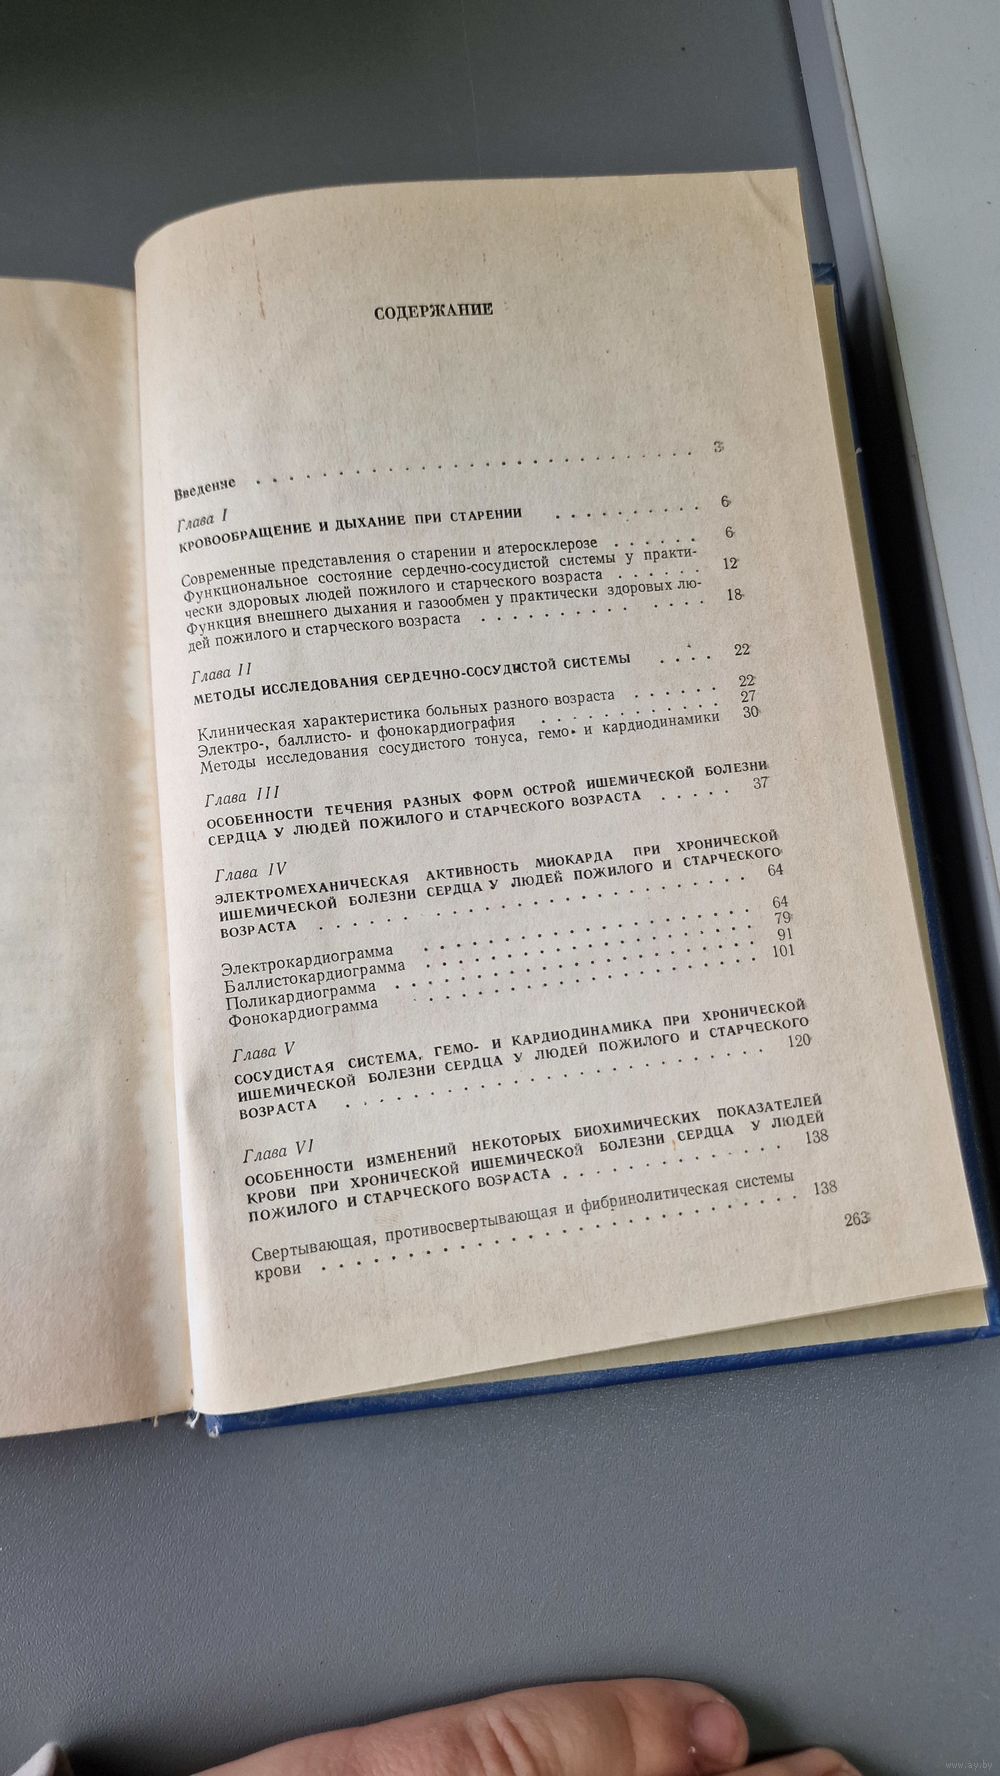 СОДЕРЖАНИЕ
Введение . . . . . . . . . . . . . . . . . . . . . . . . . 3
Глава I
КРОВООБРАЩЕНИЕ И ДЫХАНИЕ ПРИ СТАРЕНИИ . . . . . . . . . 6
Современные представления о старении и атеросклерозе . . . . . . 6
Функциональное состояние сердечно-сосудистой системы у практи-
чески здоровых людей пожилого и старческого возраста . . . . . . 12
Функция внешнего дыхания и газообмен у практически здоровых лю-
дей пожилого и старческого возраста . . . . . . . . . . . . . 18
Глава II
МЕТОДЫ ИССЛЕДОВАНИЯ СЕРДЕЧНО-СОСУДИСТОЙ СИСТЕМЫ . . . . 22
Клиническая характеристика больных разного возраста . . . . . . 22
Электро-, баллисто- и фонокардиография . . . . . . . . . . . 27
Методы исследования сосудистого тонуса, гемо- и кардиодинамики 30
Глава III
ОСОБЕННОСТИ ТЕЧЕНИЯ РАЗНЫХ ФОРМ ОСТРОЙ ИШЕМИЧЕСКОЙ БОЛЕЗНИ
СЕРДЦА У ЛЮДЕЙ ПОЖИЛОГО И СТАРЧЕСКОГО ВОЗРАСТА . . . . . 37
Глава IV
ЭЛЕКТРОМЕХАНИЧЕСКАЯ АКТИВНОСТЬ МИОКАРДА ПРИ ХРОНИЧЕСКОЙ
ИШЕМИЧЕСКОЙ БОЛЕЗНИ СЕРДЦА У ЛЮДЕЙ ПОЖИЛОГО И СТАРЧЕСКОГО
ВОЗРАСТА . . . . . . . . . . . . . . . . . . . . . . . . 64
Электрокардиограмма . . . . . . . . . . . . . . . . . . . 64
Баллистокардиограмма . . . . . . . . . . . . . . . . . . . 79
Поликардиограмма . . . . . . . . . . . . . . . . . . . . . 91
Фонокардиограмма . . . . . . . . . . . . . . . . . . . . 101
Глава V
СОСУДИСТАЯ СИСТЕМА, ГЕМО- И КАРДИОДИНАМИКА ПРИ ХРОНИЧЕСКОЙ
ИШЕМИЧЕСКОЙ БОЛЕЗНИ СЕРДЦА У ЛЮДЕЙ ПОЖИЛОГО И СТАРЧЕСКОГО
ВОЗРАСТА . . . . . . . . . . . . . . . . . . . . . . . . 120
Глава VI
ОСОБЕННОСТИ ИЗМЕНЕНИЙ НЕКОТОРЫХ БИОХИМИЧЕСКИХ ПОКАЗАТЕЛЕЙ
КРОВИ ПРИ ХРОНИЧЕСКОЙ ИШЕМИЧЕСКОЙ БОЛЕЗНИ СЕРДЦА У ЛЮДЕЙ
ПОЖИЛОГО И СТАРЧЕСКОГО ВОЗРАСТА . . . . . . . . . . . . . 138
Свертывающая, противосвертывающая и фибринолитическая системы
крови . . . . . . . . . . . . . . . . . . . . . . . . . . 138
263
www.ay.by